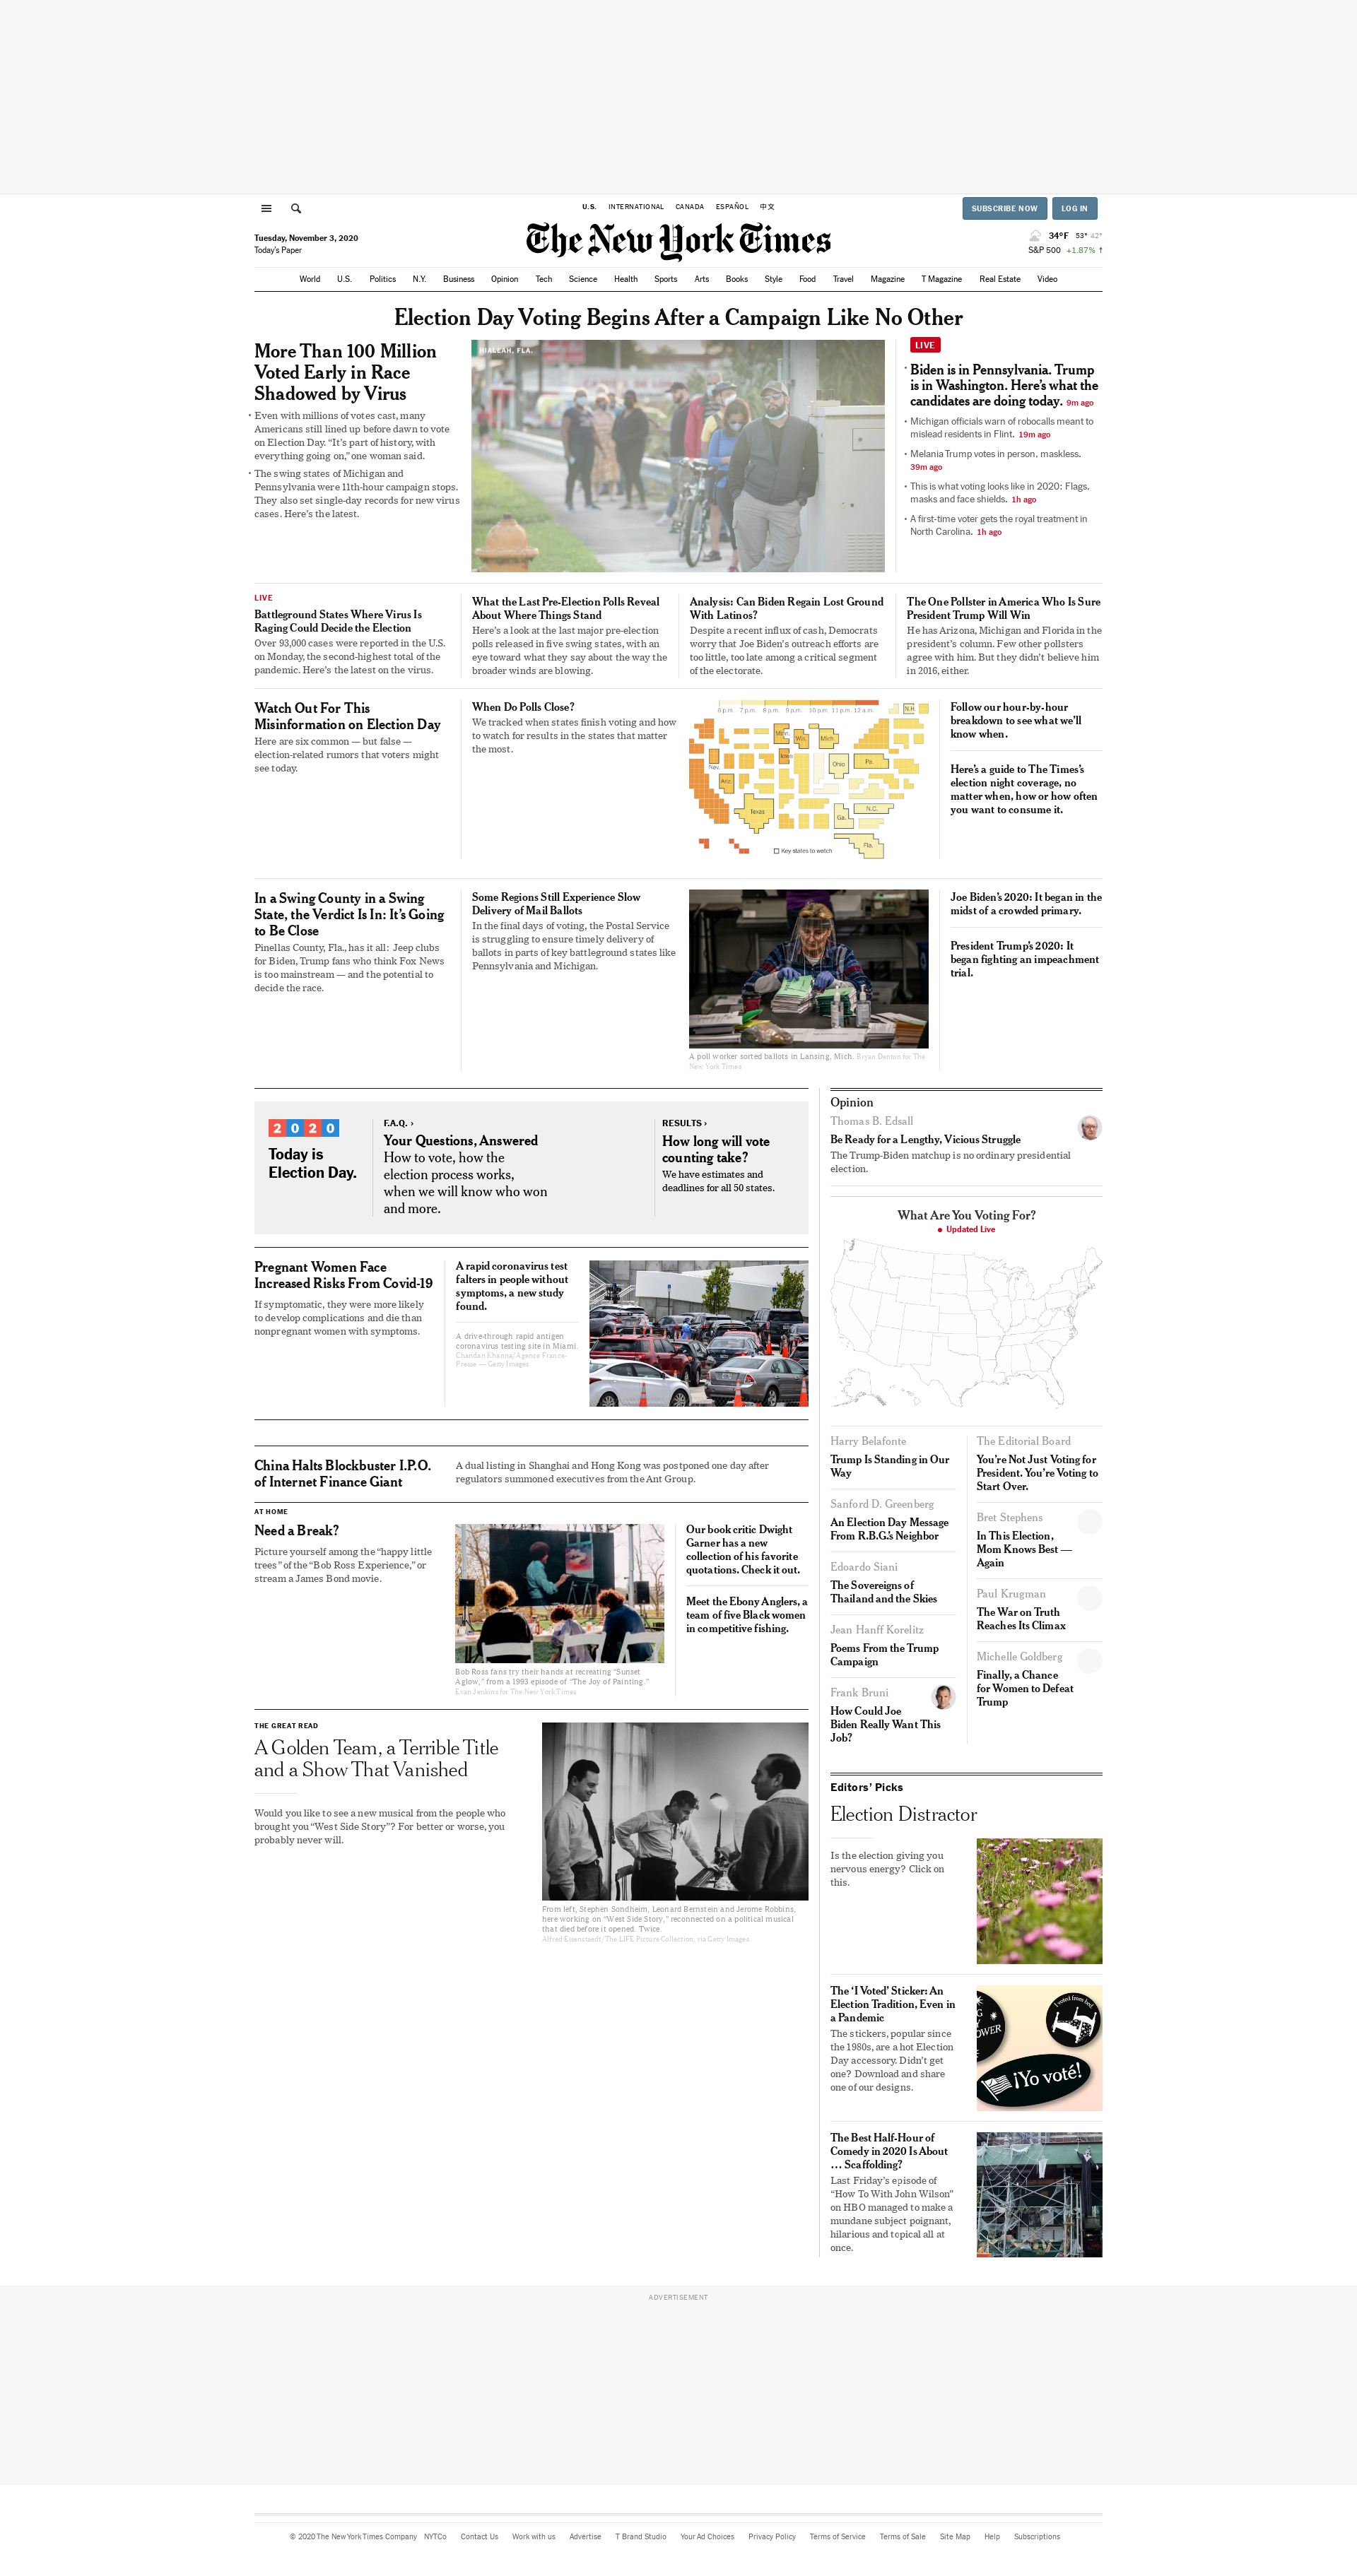 U.S. INTERNATIONAL CANADA ESPAÑOL 中文
SUBSCRIBE NOW LOG IN
Tuesday, November 3, 2020
Today's Paper
The New York Times
34°F 53° 42°
S&P 500 +1.87% ↑
World U.S. Politics N.Y. Business Opinion Tech Science Health Sports Arts Books Style Food Travel Magazine T Magazine Real Estate Video
Election Day Voting Begins After a Campaign Like No Other
More Than 100 Million
Voted Early in Race
Shadowed by Virus
• Even with millions of votes cast, many
Americans still lined up before dawn to vote
on Election Day. “It’s part of history, with
everything going on,” one woman said.
• The swing states of Michigan and
Pennsylvania were 11th-hour campaign stops.
They also set single-day records for new virus
cases. Here’s the latest.
HIALEAH, FLA.
LIVE
• Biden is in Pennsylvania. Trump
is in Washington. Here’s what the
candidates are doing today. 9m ago
• Michigan officials warn of robocalls meant to
mislead residents in Flint. 19m ago
• Melania Trump votes in person, maskless.
39m ago
• This is what voting looks like in 2020: Flags,
masks and face shields. 1h ago
• A first-time voter gets the royal treatment in
North Carolina. 1h ago
LIVE
Battleground States Where Virus Is
Raging Could Decide the Election
Over 93,000 cases were reported in the U.S.
on Monday, the second-highest total of the
pandemic. Here’s the latest on the virus.
What the Last Pre-Election Polls Reveal
About Where Things Stand
Here’s a look at the last major pre-election
polls released in five swing states, with an
eye toward what they say about the way the
broader winds are blowing.
Analysis: Can Biden Regain Lost Ground
With Latinos?
Despite a recent influx of cash, Democrats
worry that Joe Biden’s outreach efforts are
too little, too late among a critical segment
of the electorate.
The One Pollster in America Who Is Sure
President Trump Will Win
He has Arizona, Michigan and Florida in the
president’s column. Few other pollsters
agree with him. But they didn’t believe him
in 2016, either.
Watch Out For This
Misinformation on Election Day
Here are six common — but false —
election-related rumors that voters might
see today.
When Do Polls Close?
We tracked when states finish voting and how
to watch for results in the states that matter
the most.
6 p.m. 7 p.m. 8 p.m. 9 p.m. 10 p.m. 11 p.m. 12 a.m.
N.H.
Minn.
Wis.
Mich.
Iowa
Nev.
Ohio
Pa.
Ariz.
Texas
N.C.
Ga.
Fla.
Key states to watch
Follow our hour-by-hour
breakdown to see what we’ll
know when.
Here’s a guide to The Times’s
election night coverage, no
matter when, how or how often
you want to consume it.
In a Swing County in a Swing
State, the Verdict Is In: It’s Going
to Be Close
Pinellas County, Fla., has it all: Jeep clubs
for Biden, Trump fans who think Fox News
is too mainstream — and the potential to
decide the race.
Some Regions Still Experience Slow
Delivery of Mail Ballots
In the final days of voting, the Postal Service
is struggling to ensure timely delivery of
ballots in parts of key battleground states like
Pennsylvania and Michigan.
A poll worker sorted ballots in Lansing, Mich. Bryan Denton for The
New York Times
Joe Biden’s 2020: It began in the
midst of a crowded primary.
President Trump’s 2020: It
began fighting an impeachment
trial.
2020
Today is
Election Day.
F.A.Q. ›
Your Questions, Answered
How to vote, how the
election process works,
when we will know who won
and more.
RESULTS ›
How long will vote
counting take?
We have estimates and
deadlines for all 50 states.
Pregnant Women Face
Increased Risks From Covid-19
If symptomatic, they were more likely
to develop complications and die than
nonpregnant women with symptoms.
A rapid coronavirus test
falters in people without
symptoms, a new study
found.
A drive-through rapid antigen
coronavirus testing site in Miami.
Chandan Khanna/Agence France-
Presse — Getty Images
China Halts Blockbuster I.P.O.
of Internet Finance Giant
A dual listing in Shanghai and Hong Kong was postponed one day after
regulators summoned executives from the Ant Group.
AT HOME
Need a Break?
Picture yourself among the “happy little
trees” of the “Bob Ross Experience,” or
stream a James Bond movie.
Bob Ross fans try their hands at recreating “Sunset
Aglow,” from a 1993 episode of “The Joy of Painting.”
Evan Jenkins for The New York Times
Our book critic Dwight
Garner has a new
collection of his favorite
quotations. Check it out.
Meet the Ebony Anglers, a
team of five Black women
in competitive fishing.
THE GREAT READ
A Golden Team, a Terrible Title
and a Show That Vanished
Would you like to see a new musical from the people who
brought you “West Side Story”? For better or worse, you
probably never will.
From left, Stephen Sondheim, Leonard Bernstein and Jerome Robbins,
here working on “West Side Story,” reconnected on a political musical
that died before it opened. Twice.
Alfred Eisenstaedt/The LIFE Picture Collection, via Getty Images
Opinion
Thomas B. Edsall
Be Ready for a Lengthy, Vicious Struggle
The Trump-Biden matchup is no ordinary presidential
election.
What Are You Voting For?
Updated Live
Harry Belafonte
Trump Is Standing in Our
Way
Sanford D. Greenberg
An Election Day Message
From R.B.G.’s Neighbor
Edoardo Siani
The Sovereigns of
Thailand and the Skies
Jean Hanff Korelitz
Poems From the Trump
Campaign
Frank Bruni
How Could Joe
Biden Really Want This
Job?
The Editorial Board
You’re Not Just Voting for
President. You’re Voting to
Start Over.
Bret Stephens
In This Election,
Mom Knows Best —
Again
Paul Krugman
The War on Truth
Reaches Its Climax
Michelle Goldberg
Finally, a Chance
for Women to Defeat
Trump
Editors’ Picks
Election Distractor
Is the election giving you
nervous energy? Click on
this.
The ‘I Voted’ Sticker: An
Election Tradition, Even in
a Pandemic
The stickers, popular since
the 1980s, are a hot Election
Day accessory. Didn’t get
one? Download and share
one of our designs.
I voted from bed
OWER
¡Yo voté!
The Best Half-Hour of
Comedy in 2020 Is About
… Scaffolding?
Last Friday’s episode of
“How To With John Wilson”
on HBO managed to make a
mundane subject poignant,
hilarious and topical all at
once.
ADVERTISEMENT
© 2020 The New York Times Company NYTCo Contact Us Work with us Advertise T Brand Studio Your Ad Choices Privacy Policy Terms of Service Terms of Sale Site Map Help Subscriptions